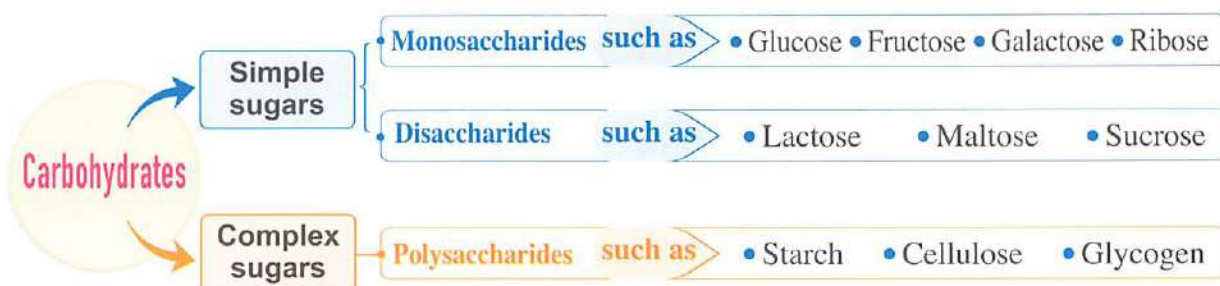 Carbohydrates
Simple
sugars
Monosaccharides such as • Glucose • Fructose • Galactose • Ribose
Disaccharides such as • Lactose • Maltose • Sucrose
Complex
sugars
Polysaccharides such as • Starch • Cellulose • Glycogen